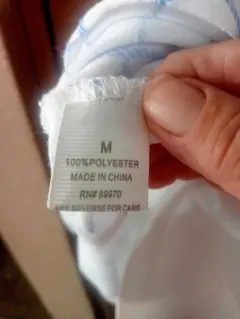 M
100%POLYESTER
MADE IN CHINA
RN# 89970
SEE REVERSE FOR CARE